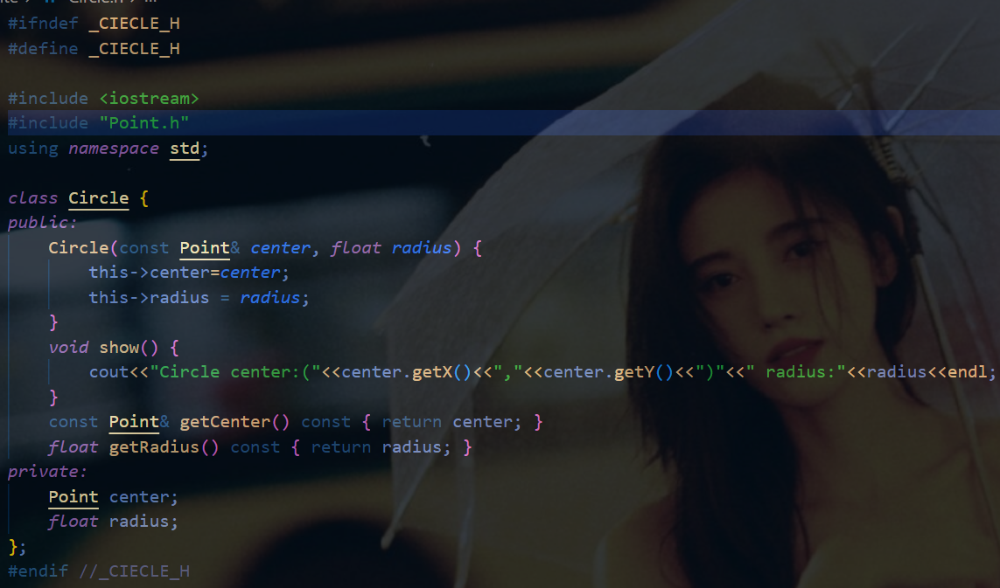 Circle.h > ...
#ifndef _CIECLE_H
#define _CIECLE_H
#include <iostream>
#include "Point.h"
using namespace std;
class Circle {
public:
    Circle(const Point& center, float radius) {
        this->center=center;
        this->radius = radius;
    }
    void show() {
        cout<<"Circle center:("<<center.getX()<<","<<center.getY()<<")"<<" radius:"<<radius<<endl;
    }
    const Point& getCenter() const { return center; }
    float getRadius() const { return radius; }
private:
    Point center;
    float radius;
};
#endif //_CIECLE_H